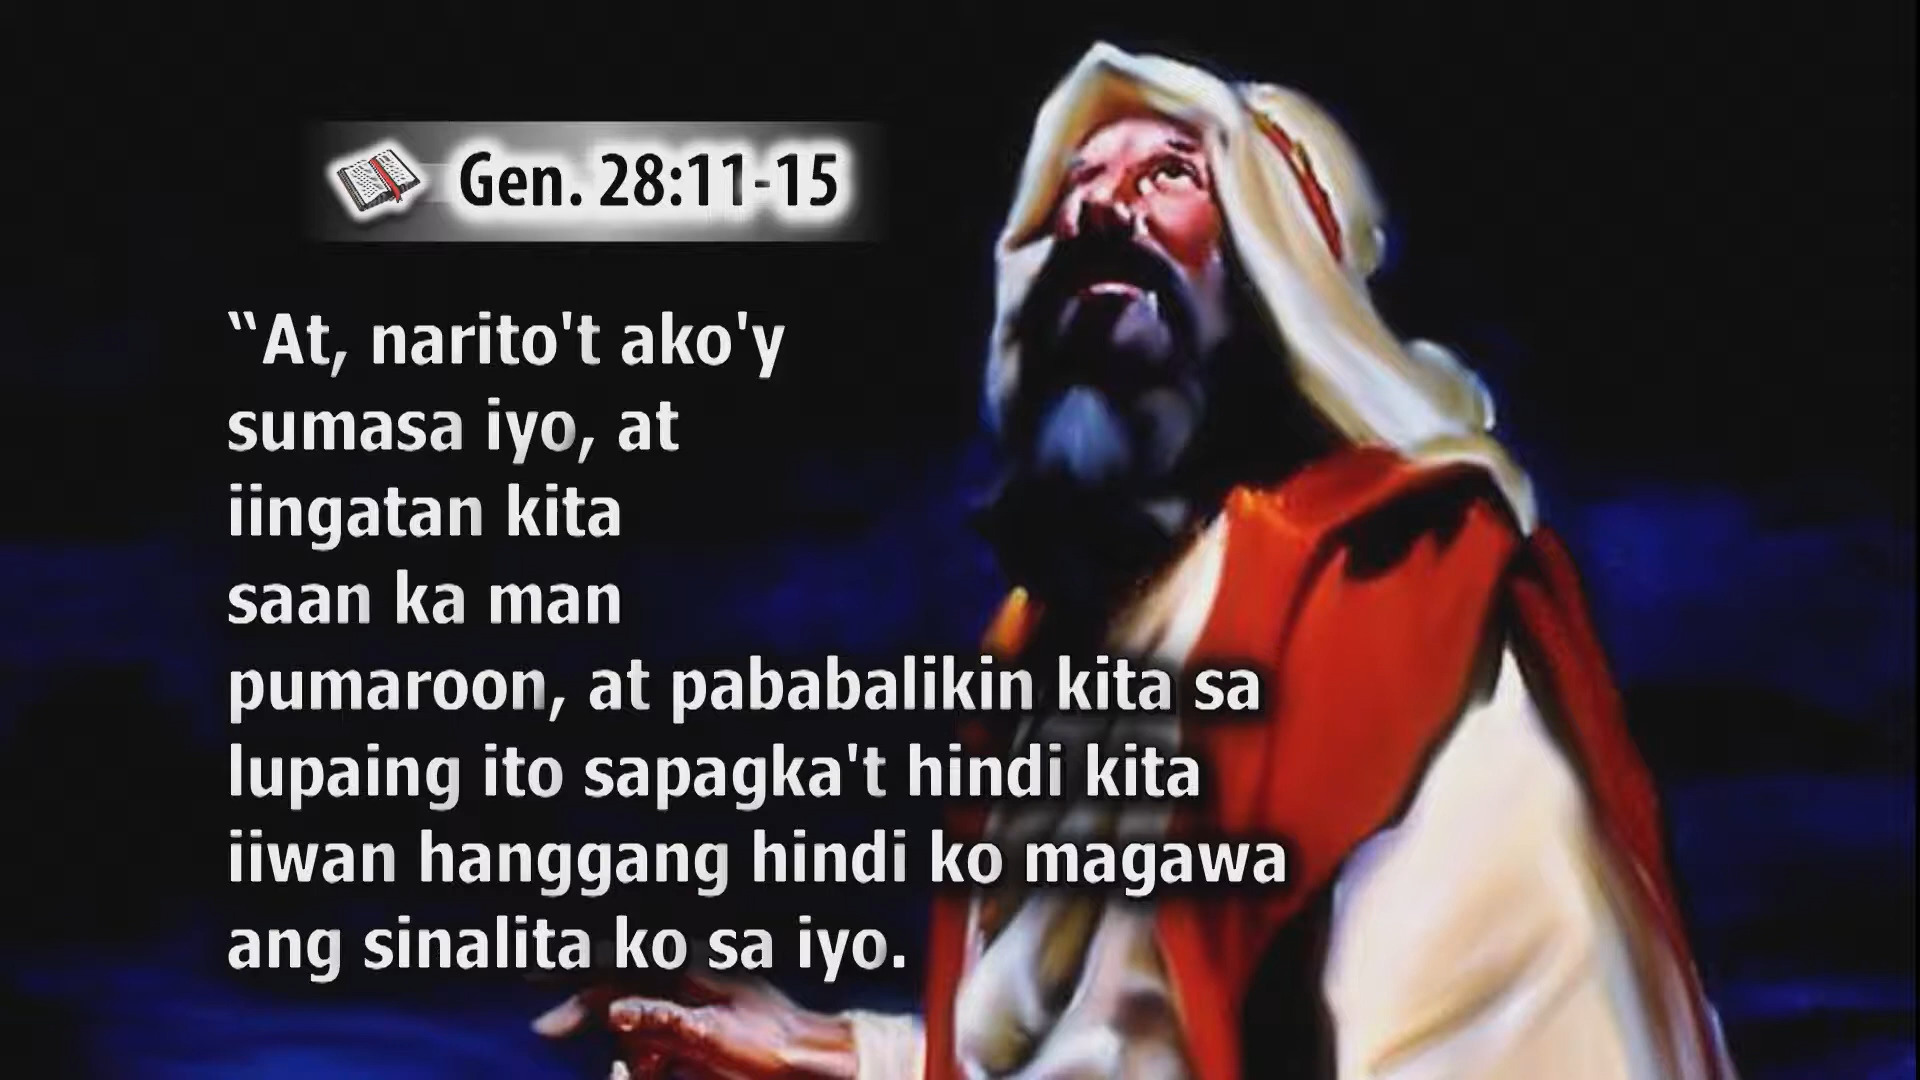 Gen. 28:11-15
“At, narito't ako'y
sumasa iyo, at
iingatan kita
saan ka man
pumaroon, at pababalikin kita sa
lupaing ito sapagka't hindi kita
iiwan hanggang hindi ko magawa
ang sinalita ko sa iyo.